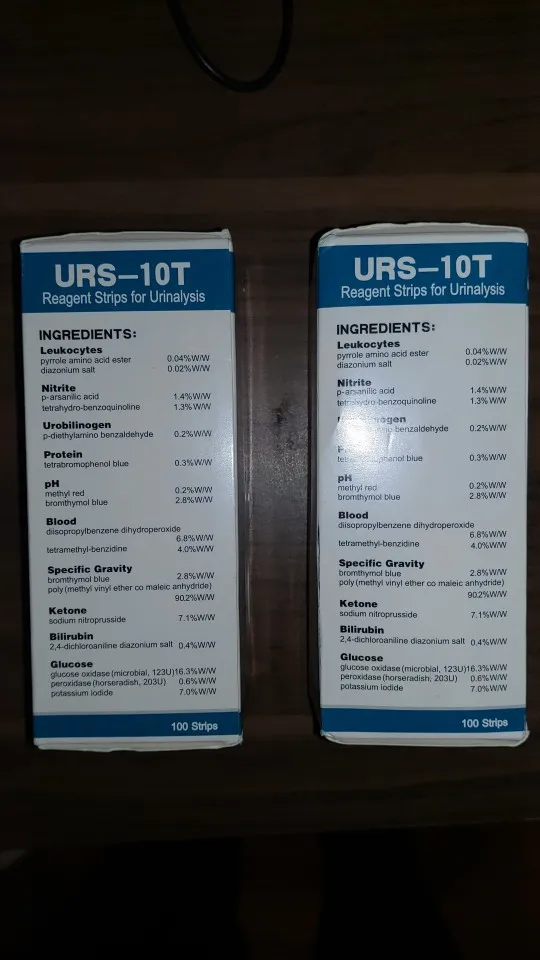 URS–10T
Reagent Strips for Urinalysis
INGREDIENTS:
Leukocytes
pyrrole amino acid ester 0.04%W/W
diazonium salt 0.02%W/W
Nitrite
p-arsanilic acid 1.4%W/W
tetrahydro-benzoquinoline 1.3%W/W
Urobilinogen
p-diethylamino benzaldehyde 0.2%W/W
Protein
tetrabromophenol blue 0.3%W/W
pH
methyl red 0.2%W/W
bromthymol blue 2.8%W/W
Blood
diisopropylbenzene dihydroperoxide
6.8%W/W
tetramethyl-benzidine 4.0%W/W
Specific Gravity
bromthymol blue 2.8%W/W
poly (methyl vinyl ether co maleic anhydride)
90.2%W/W
Ketone
sodium nitroprusside 7.1%W/W
Bilirubin
2,4-dichloroaniline diazonium salt 0.4%W/W
Glucose
glucose oxidase (microbial, 123U) 16.3%W/W
peroxidase (horseradish, 203U) 0.6%W/W
potassium iodide 7.0%W/W
100 Strips
URS–10T
Reagent Strips for Urinalysis
INGREDIENTS:
Leukocytes
pyrrole amino acid ester 0.04%W/W
diazonium salt 0.02%W/W
Nitrite
p-arsanilic acid 1.4%W/W
tetrahydro-benzoquinoline 1.3%W/W
benzaldehyde 0.2%W/W
blue 0.3%W/W
pH
methyl red 0.2%W/W
bromthymol blue 2.8%W/W
Blood
diisopropylbenzene dihydroperoxide
6.8%W/W
tetramethyl-benzidine 4.0%W/W
Specific Gravity
bromthymol blue 2.8%W/W
poly (methyl vinyl ether co maleic anhydride)
90.2%W/W
Ketone
sodium nitroprusside 7.1%W/W
Bilirubin
2,4-dichloroaniline diazonium salt 0.4%W/W
Glucose
glucose oxidase (microbial, 123U) 16.3%W/W
peroxidase (horseradish, 203U) 0.6%W/W
potassium iodide 7.0%W/W
100 Strips